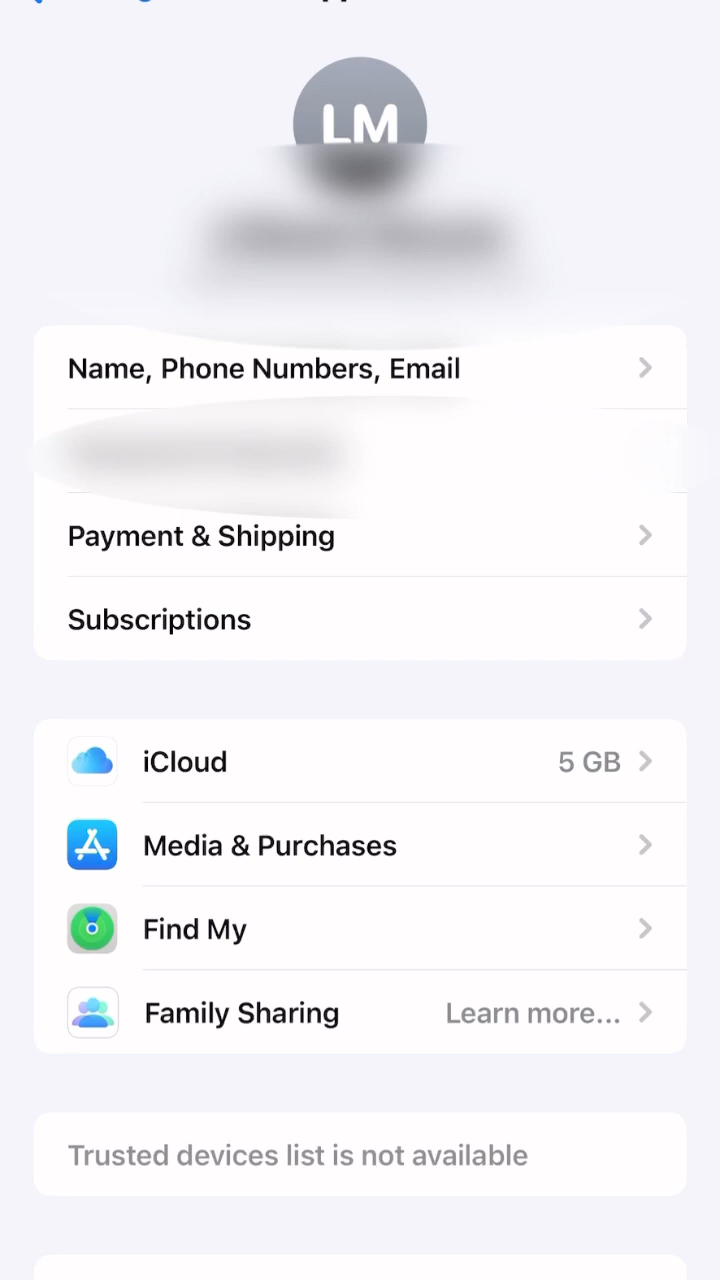 LM
Name, Phone Numbers, Email
Payment & Shipping
Subscriptions
iCloud 5 GB
Media & Purchases
Find My
Family Sharing Learn more...
Trusted devices list is not available